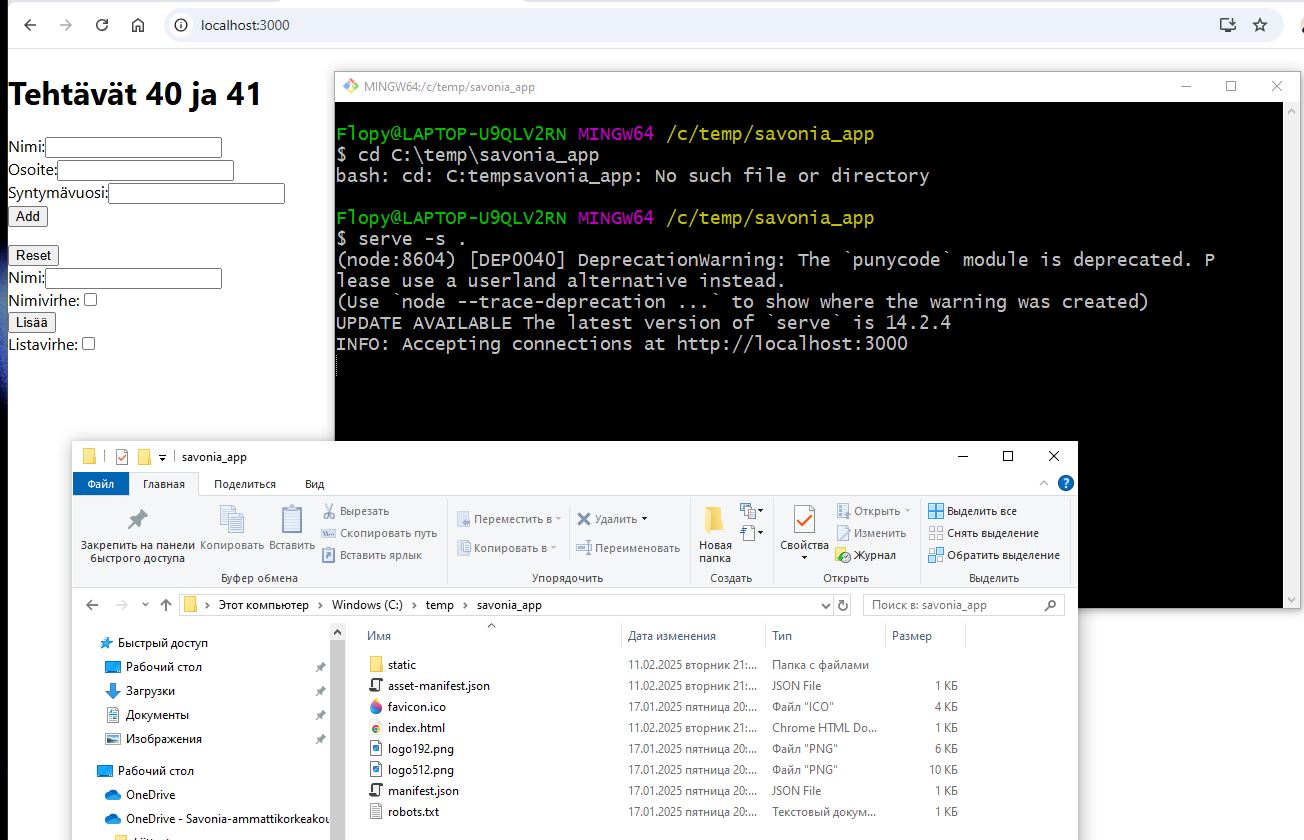 localhost:3000
Tehtävät 40 ja 41
Nimi:
Osoite:
Syntymävuosi:
Add
Reset
Nimi:
Nimivirhe:
Lisää
Listavirhe:
MINGW64:/c/temp/savonia_app
Flopy@LAPTOP-U9QLV2RN MINGW64 /c/temp/savonia_app
$ cd C:\temp\savonia_app
bash: cd: C:tempsavonia_app: No such file or directory
Flopy@LAPTOP-U9QLV2RN MINGW64 /c/temp/savonia_app
$ serve -s .
(node:8604) [DEP0040] DeprecationWarning: The `punycode` module is deprecated. P
lease use a userland alternative instead.
(Use `node --trace-deprecation ...` to show where the warning was created)
UPDATE AVAILABLE The latest version of `serve` is 14.2.4
INFO: Accepting connections at http://localhost:3000
savonia_app
Файл Главная Поделиться Вид
Закрепить на панели
быстрого доступа
Копировать
Вставить
Вырезать
Скопировать путь
Вставить ярлык
Буфер обмена
Переместить в
Копировать в
Удалить
Переименовать
Упорядочить
Новая
папка
Создать
Свойства
Открыть
Изменить
Журнал
Открыть
Выделить все
Снять выделение
Обратить выделение
Выделить
Этот компьютер Windows (C:) temp savonia_app
Поиск в: savonia_app
Быстрый доступ
Рабочий стол
Загрузки
Документы
Изображения
Рабочий стол
OneDrive
OneDrive - Savonia-ammattikorkeakou
Имя Дата изменения Тип Размер
static 11.02.2025 вторник 21:... Папка с файлами
asset-manifest.json 11.02.2025 вторник 21:... JSON File 1 КБ
favicon.ico 17.01.2025 пятница 20:... Файл "ICO" 4 КБ
index.html 11.02.2025 вторник 21:... Chrome HTML Do... 1 КБ
logo192.png 17.01.2025 пятница 20:... Файл "PNG" 6 КБ
logo512.png 17.01.2025 пятница 20:... Файл "PNG" 10 КБ
manifest.json 17.01.2025 пятница 20:... JSON File 1 КБ
robots.txt 17.01.2025 пятница 20:... Текстовый докум... 1 КБ